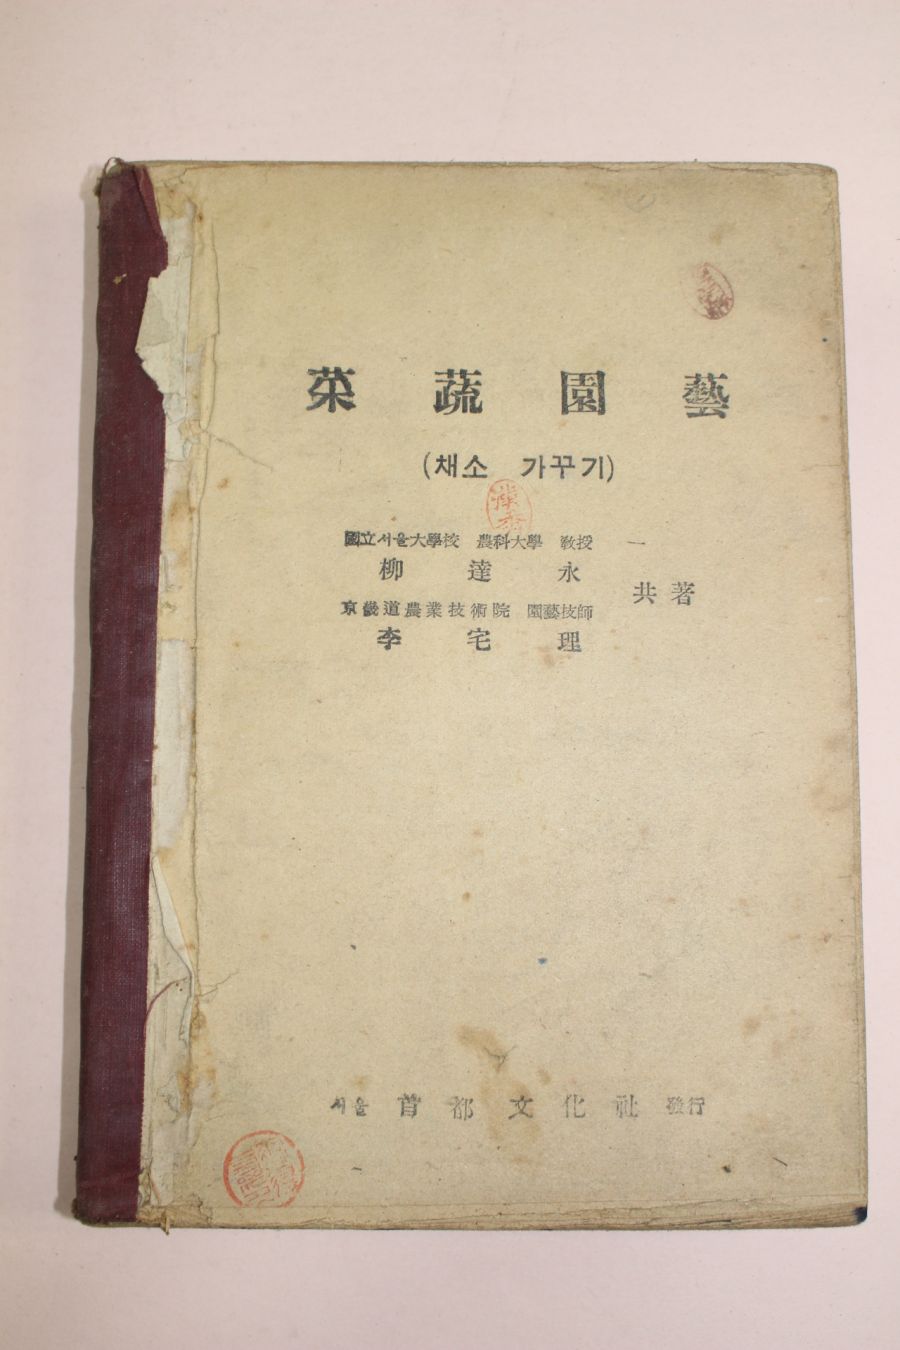 菜蔬園藝
(채소 가꾸기)
國立서울大學校 農科大學 敎授
柳達永
共著
京畿道農業技術院 園藝技師
李宅理
서울 首都文化社 發行